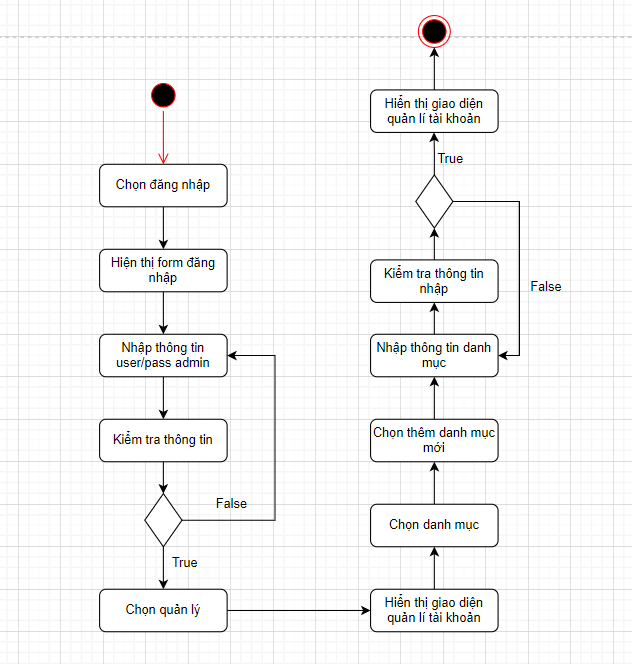 Chọn đăng nhập
Hiện thị form đăng
nhập
Nhập thông tin
user/pass admin
Kiểm tra thông tin
False
True
Chọn quản lý
Hiển thị giao diện
quản lí tài khoản
Chọn danh mục
Chọn thêm danh mục
mới
Nhập thông tin danh
mục
Kiểm tra thông tin
nhập
False
True
Hiển thị giao diện
quản lí tài khoản